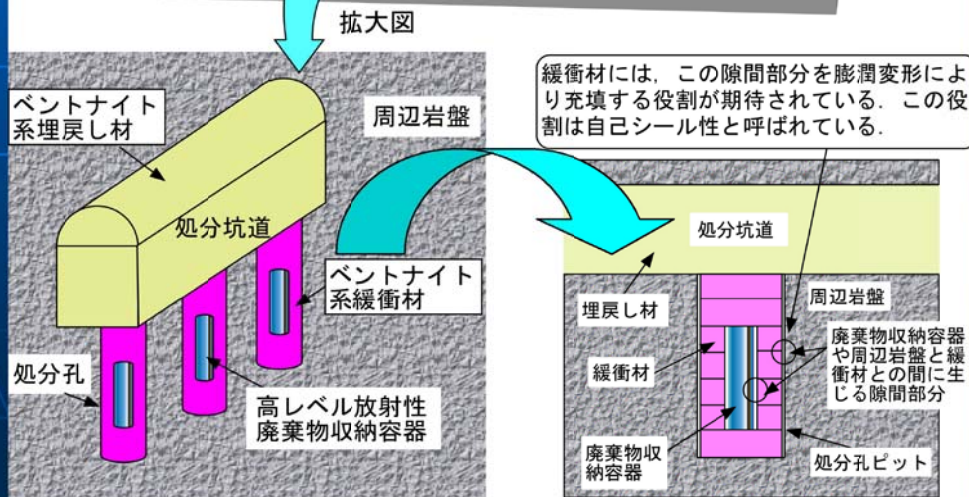 拡大図
ベントナイト
系埋戻し材
周辺岩盤
処分坑道
ベントナイト
系緩衝材
処分孔
高レベル放射性
廃棄物収納容器
緩衝材には，この隙間部分を膨潤変形によ
り充填する役割が期待されている．この役
割は自己シール性と呼ばれている．
処分坑道
埋戻し材
周辺岩盤
緩衝材
廃棄物収納容器
や周辺岩盤と緩
衝材との間に生
じる隙間部分
廃棄物収
納容器
処分孔ピット